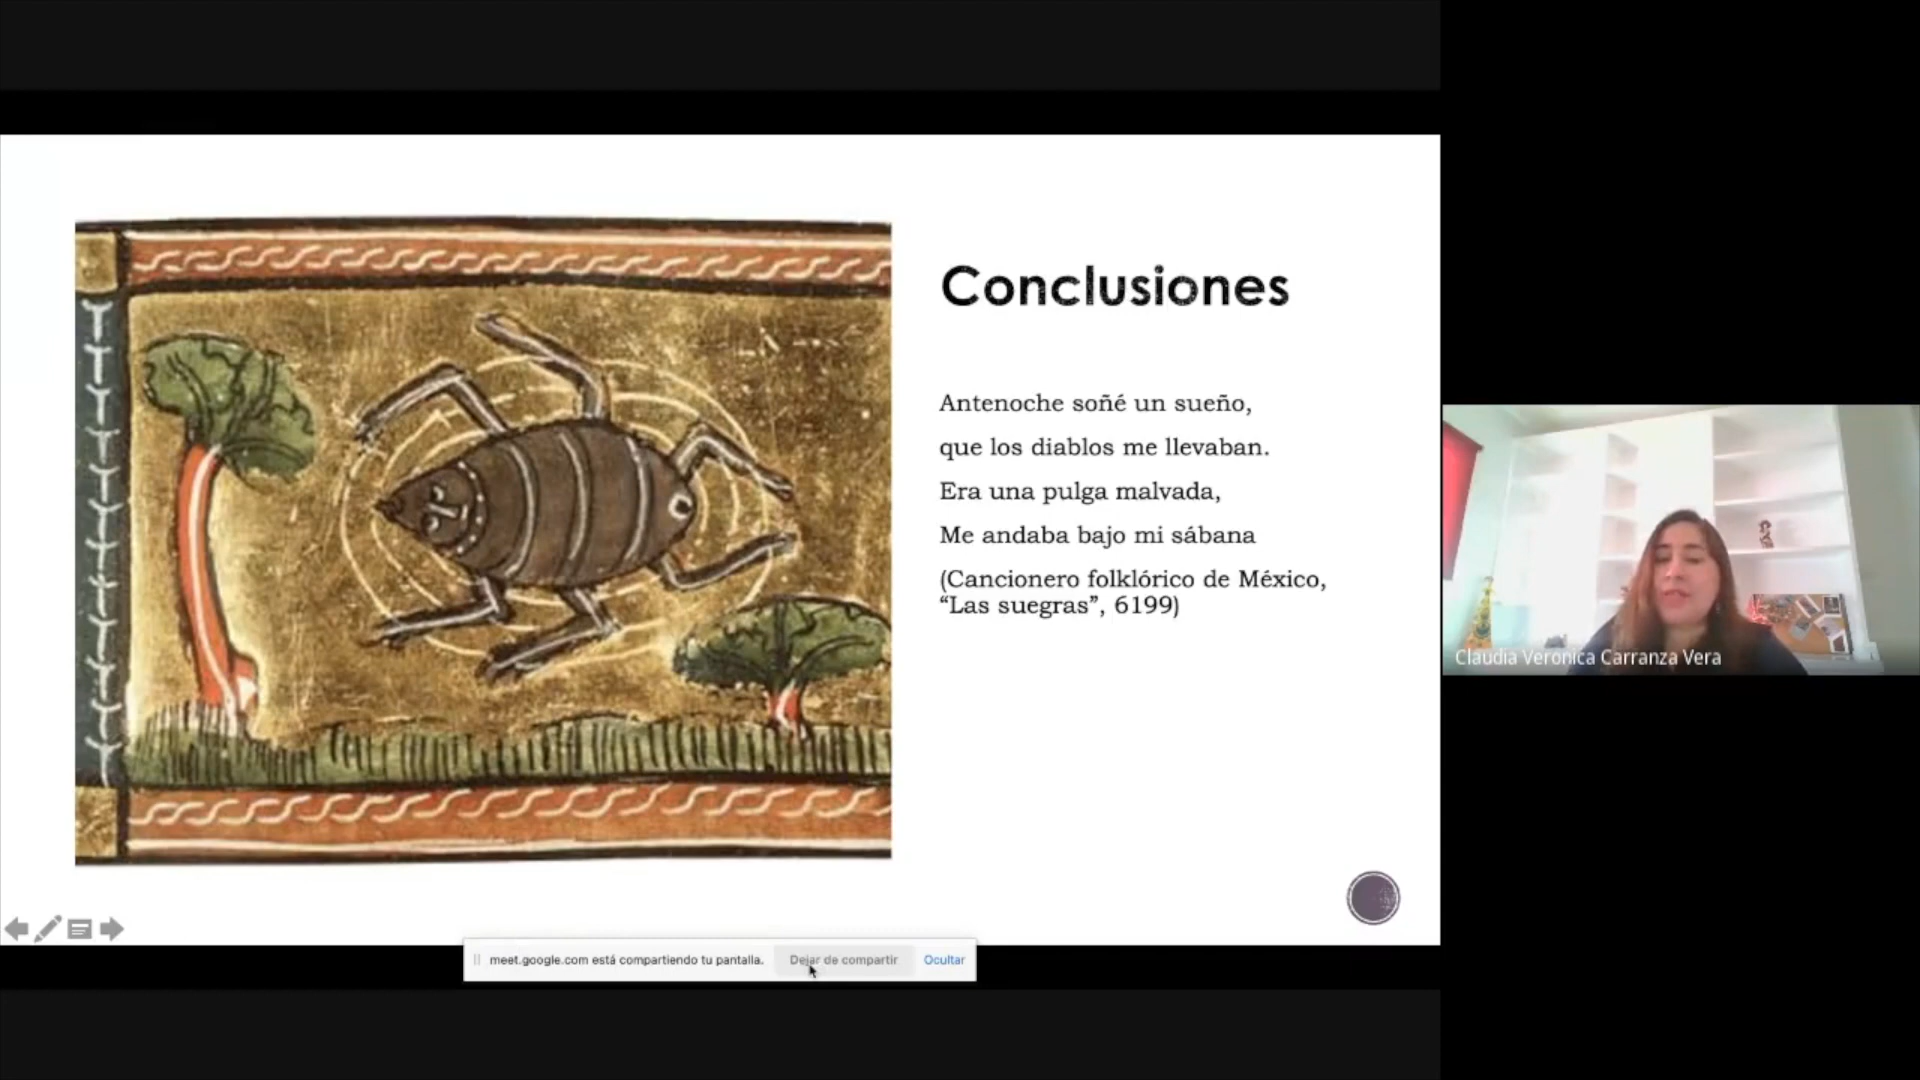 Conclusiones
Antenoche soñé un sueño,
que los diablos me llevaban.
Era una pulga malvada,
Me andaba bajo mi sábana
(Cancionero folklórico de México,
“Las suegras”, 6199)
Claudia Veronica Carranza Vera
meet.google.com está compartiendo tu pantalla.
Dejar de compartir
Ocultar